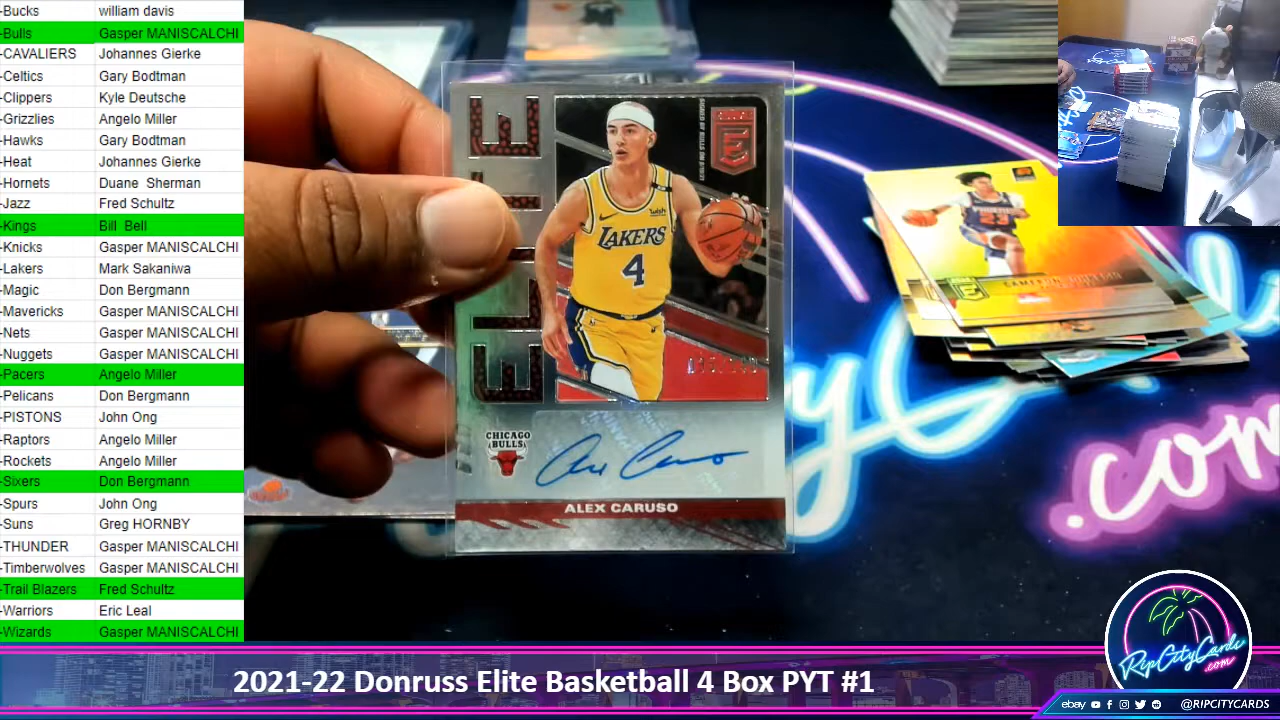 -Bucks william davis
-Bulls Gasper MANISCALCHI
-CAVALIERS Johannes Gierke
-Celtics Gary Bodtman
-Clippers Kyle Deutsche
-Grizzlies Angelo Miller
-Hawks Gary Bodtman
-Heat Johannes Gierke
-Hornets Duane Sherman
-Jazz Fred Schultz
-Kings Bill Bell
-Knicks Gasper MANISCALCHI
-Lakers Mark Sakaniwa
-Magic Don Bergmann
-Mavericks Gasper MANISCALCHI
-Nets Gasper MANISCALCHI
-Nuggets Gasper MANISCALCHI
-Pacers Angelo Miller
-Pelicans Don Bergmann
-PISTONS John Ong
-Raptors Angelo Miller
-Rockets Angelo Miller
-Sixers Don Bergmann
-Spurs John Ong
-Suns Greg HORNBY
-THUNDER Gasper MANISCALCHI
-Timberwolves Gasper MANISCALCHI
-Trail Blazers Fred Schultz
-Warriors Eric Leal
-Wizards Gasper MANISCALCHI
ELITE
E
wish
LAKERS
4
CHICAGO
BULLS
ALEX CARUSO
23
.com
RipCityCards
.com
2021-22 Donruss Elite Basketball 4 Box PYT #1
ebay @RIPCITYCARDS